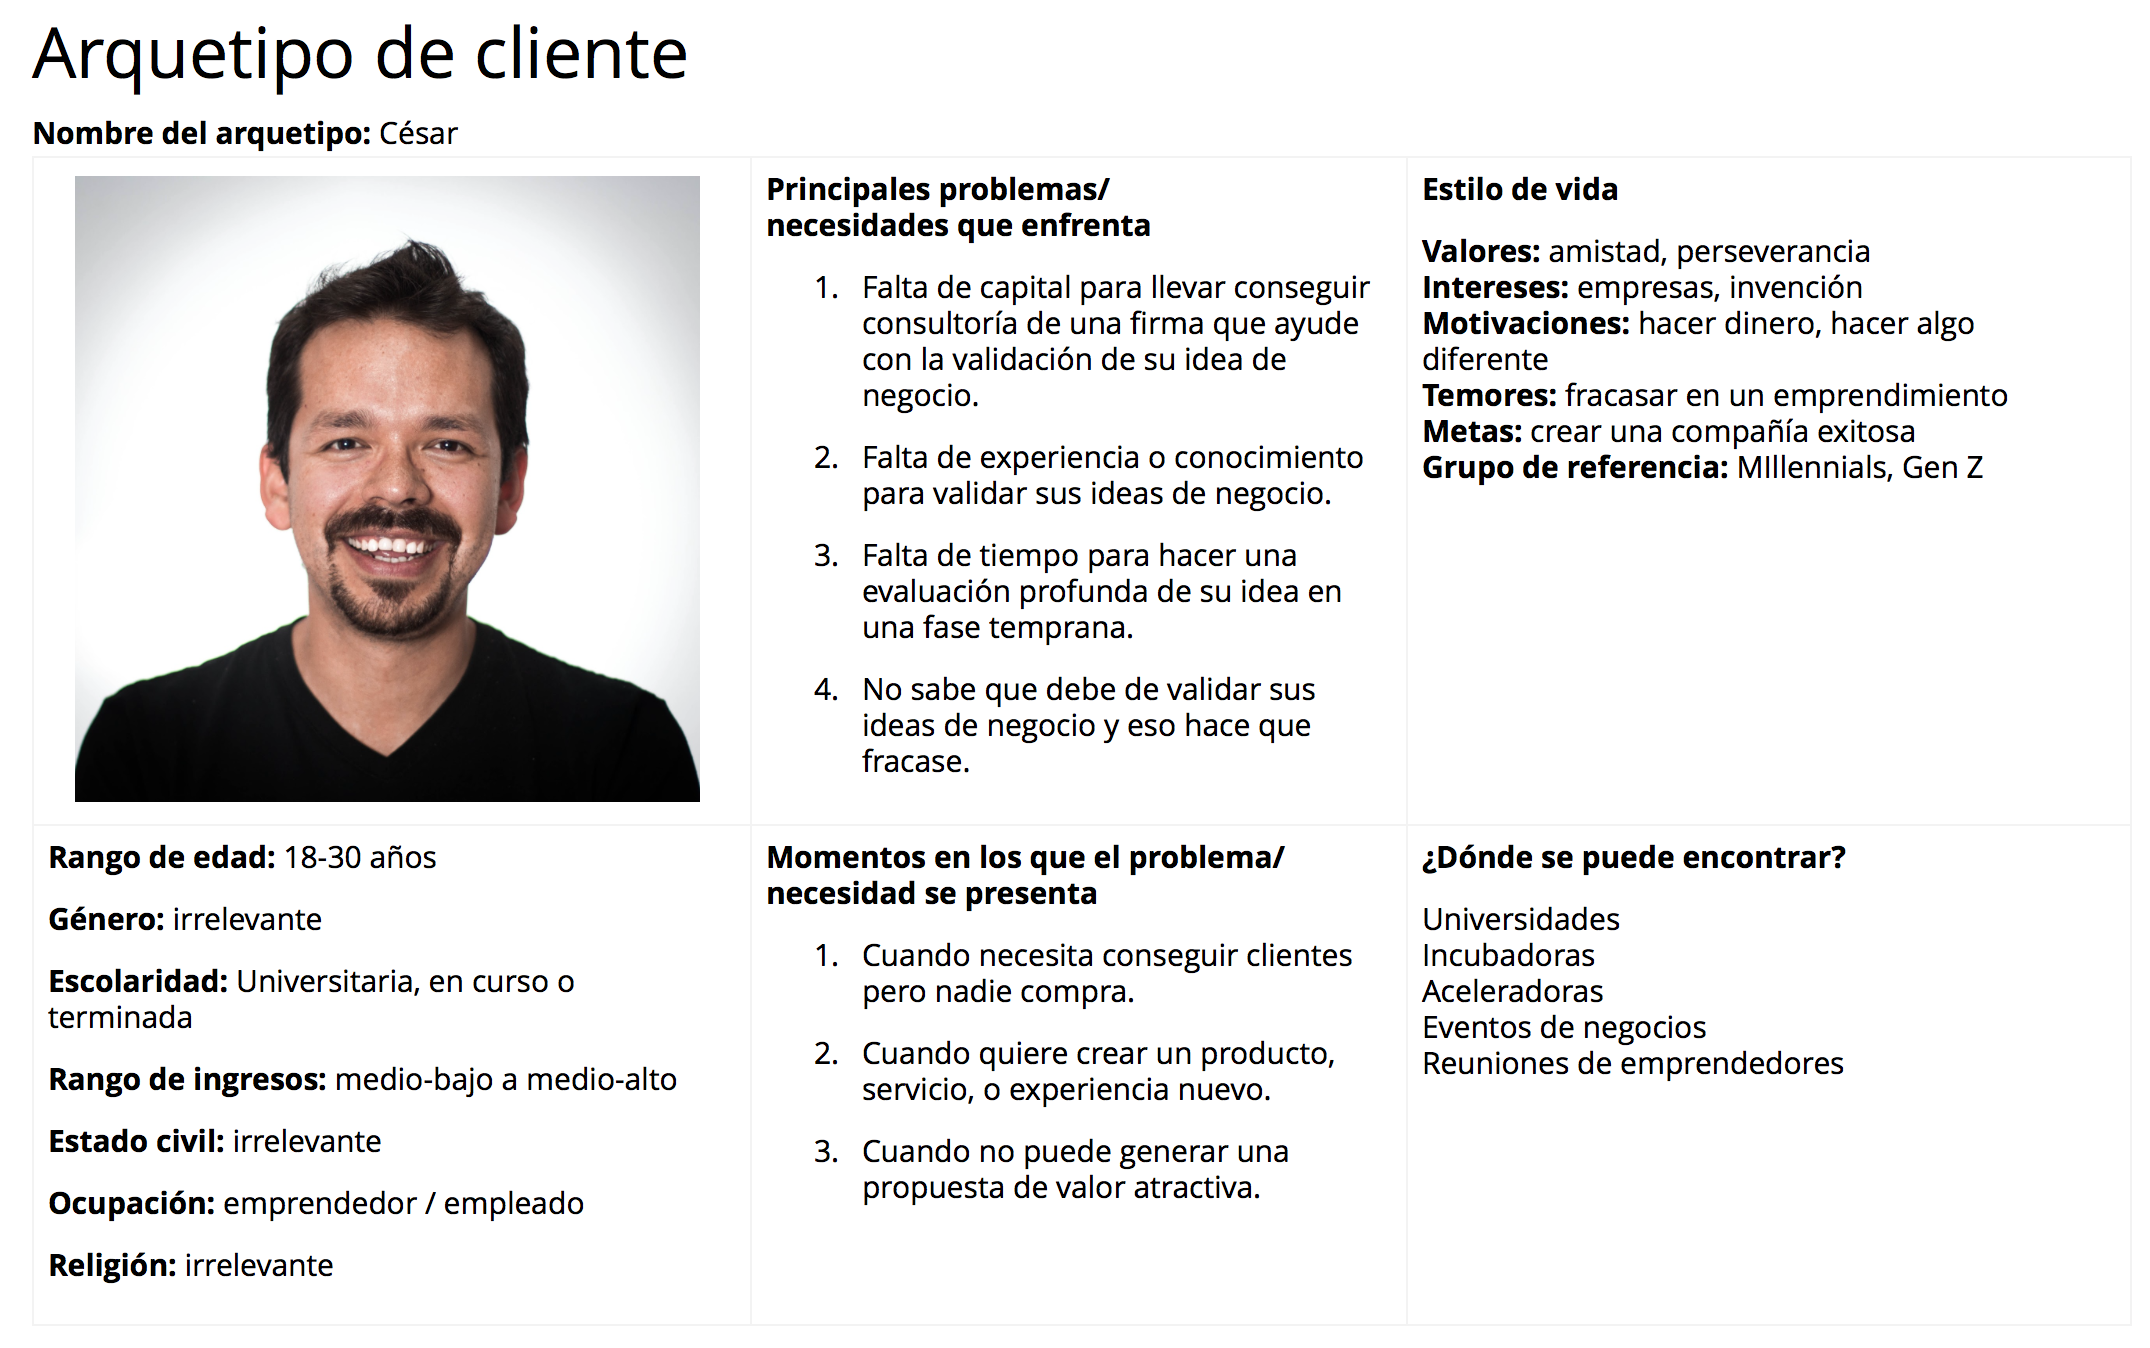 Arquetipo de cliente
Nombre del arquetipo: César
Principales problemas/
necesidades que enfrenta
1. Falta de capital para llevar conseguir
consultoría de una firma que ayude
con la validación de su idea de
negocio.
2. Falta de experiencia o conocimiento
para validar sus ideas de negocio.
3. Falta de tiempo para hacer una
evaluación profunda de su idea en
una fase temprana.
4. No sabe que debe de validar sus
ideas de negocio y eso hace que
fracase.
Estilo de vida
Valores: amistad, perseverancia
Intereses: empresas, invención
Motivaciones: hacer dinero, hacer algo
diferente
Temores: fracasar en un emprendimiento
Metas: crear una compañía exitosa
Grupo de referencia: MIllennials, Gen Z
Rango de edad: 18-30 años
Género: irrelevante
Escolaridad: Universitaria, en curso o
terminada
Rango de ingresos: medio-bajo a medio-alto
Estado civil: irrelevante
Ocupación: emprendedor / empleado
Religión: irrelevante
Momentos en los que el problema/
necesidad se presenta
1. Cuando necesita conseguir clientes
pero nadie compra.
2. Cuando quiere crear un producto,
servicio, o experiencia nuevo.
3. Cuando no puede generar una
propuesta de valor atractiva.
¿Dónde se puede encontrar?
Universidades
Incubadoras
Aceleradoras
Eventos de negocios
Reuniones de emprendedores